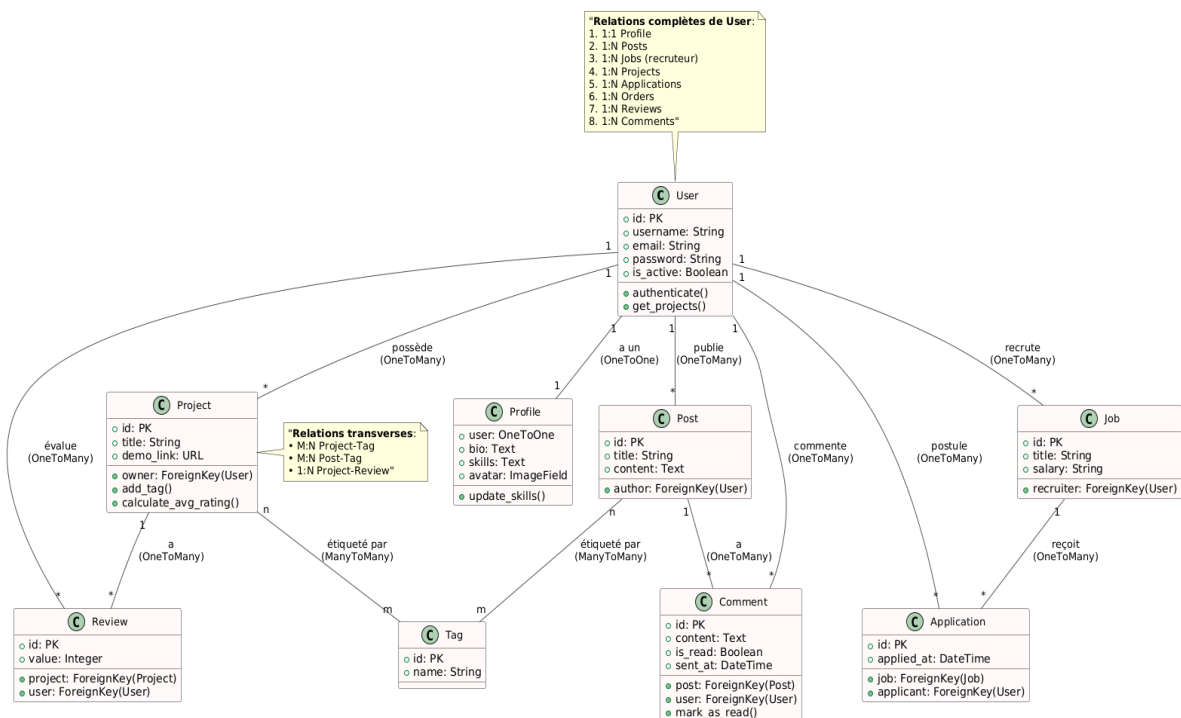 "Relations complètes de User:
1. 1:1 Profile
2. 1:N Posts
3. 1:N Jobs (recruteur)
4. 1:N Projects
5. 1:N Applications
6. 1:N Orders
7. 1:N Reviews
8. 1:N Comments"
C User
id: PK
username: String
email: String
password: String
is_active: Boolean
authenticate()
get_projects()
1
1
1
1
1
1
1
1
possède
(OneToMany)
a un
(OneToOne)
publie
(OneToMany)
recrute
(OneToMany)
*
1
*
*
C Project
id: PK
title: String
demo_link: URL
owner: ForeignKey(User)
add_tag()
calculate_avg_rating()
"Relations transverses:
• M:N Project-Tag
• M:N Post-Tag
• 1:N Project-Review"
C Profile
user: OneToOne
bio: Text
skills: Text
avatar: ImageField
update_skills()
C Post
id: PK
title: String
content: Text
author: ForeignKey(User)
C Job
id: PK
title: String
salary: String
recruiter: ForeignKey(User)
évalue
(OneToMany)
commente
(OneToMany)
postule
(OneToMany)
1
n
n
1
1
a
(OneToMany)
étiqueté par
(ManyToMany)
étiqueté par
(ManyToMany)
a
(OneToMany)
reçoit
(OneToMany)
*
*
m
m
*
*
*
*
C Review
id: PK
value: Integer
project: ForeignKey(Project)
user: ForeignKey(User)
C Tag
id: PK
name: String
C Comment
id: PK
content: Text
is_read: Boolean
sent_at: DateTime
post: ForeignKey(Post)
user: ForeignKey(User)
mark_as_read()
C Application
id: PK
applied_at: DateTime
job: ForeignKey(Job)
applicant: ForeignKey(User)